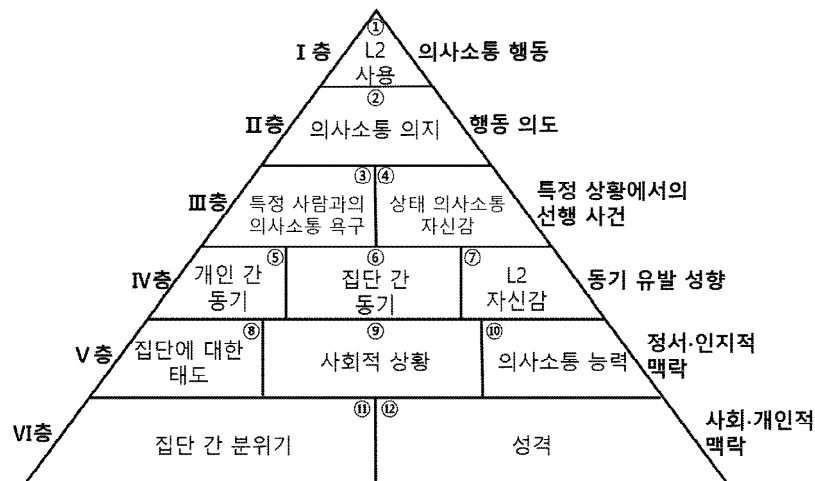 ①
Ⅰ 층 L2 의사소통 행동
사용
②
Ⅱ층 의사소통 의지 행동 의도
③ ④
Ⅲ층 특정 사람과의 상태 의사소통 특정 상황에서의
의사소통 욕구 자신감 선행 사건
⑤ ⑥ ⑦
Ⅳ층 개인 간 집단 간 L2 동기 유발 성향
동기 동기 자신감
⑧ ⑨ ⑩
Ⅴ층 집단에 대한 사회적 상황 의사소통 능력 정서·인지적
태도 맥락
⑪ ⑫
Ⅵ층 집단 간 분위기 성격 사회·개인적
맥락